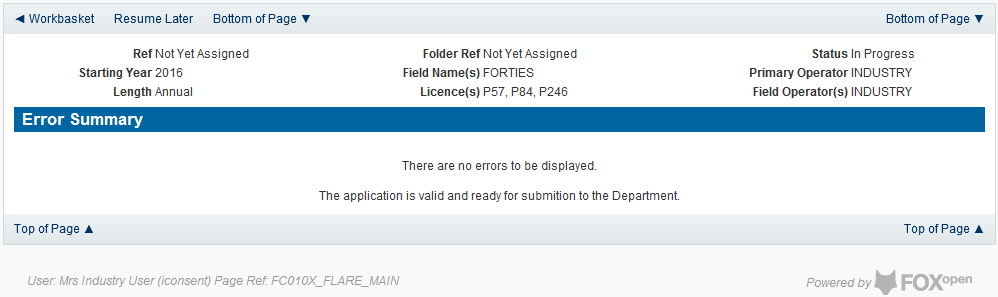 ◄ Workbasket Resume Later Bottom of Page ▼ Bottom of Page ▼
Ref Not Yet Assigned Folder Ref Not Yet Assigned Status In Progress
Starting Year 2016 Field Name(s) FORTIES Primary Operator INDUSTRY
Length Annual Licence(s) P57, P84, P246 Field Operator(s) INDUSTRY
Error Summary
There are no errors to be displayed.
The application is valid and ready for submition to the Department.
Top of Page ▲ Top of Page ▲
User: Mrs Industry User (iconsent) Page Ref: FC010X_FLARE_MAIN Powered by FOXopen